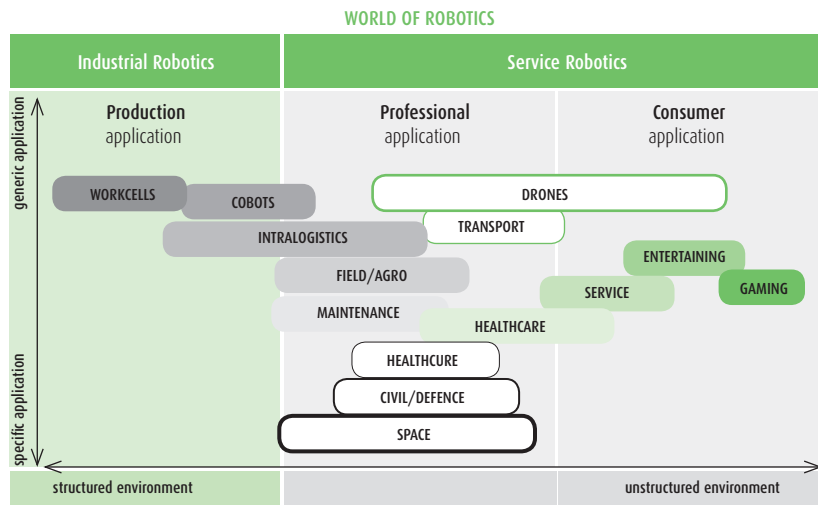 WORLD OF ROBOTICS
Industrial Robotics
Service Robotics
Production
application
Professional
application
Consumer
application
generic application
WORKCELLS
COBOTS
DRONES
TRANSPORT
INTRALOGISTICS
ENTERTAINING
FIELD/AGRO
SERVICE
GAMING
MAINTENANCE
HEALTHCARE
HEALTHCURE
CIVIL/DEFENCE
SPACE
specific application
structured environment
unstructured environment